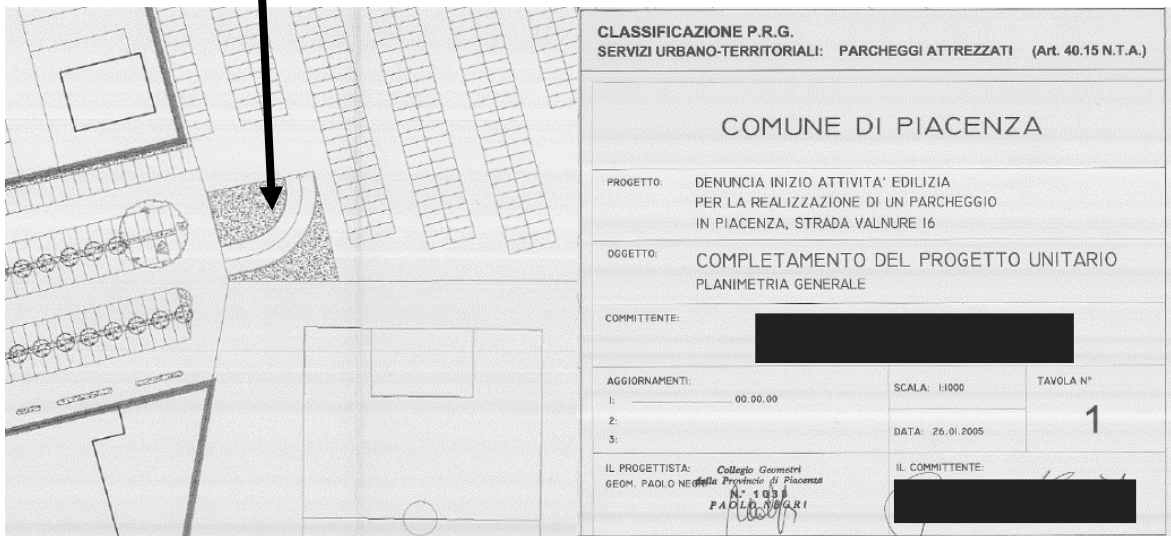 CLASSIFICAZIONE P.R.G.
SERVIZI URBANO-TERRITORIALI: PARCHEGGI ATTREZZATI (Art. 40.15 N.T.A.)
COMUNE DI PIACENZA
PROGETTO: DENUNCIA INIZIO ATTIVITA' EDILIZIA
PER LA REALIZZAZIONE DI UN PARCHEGGIO
IN PIACENZA, STRADA VALNURE 16
OGGETTO: COMPLETAMENTO DEL PROGETTO UNITARIO
PLANIMETRIA GENERALE
COMMITTENTE:
AGGIORNAMENTI:
1: 00.00.00
2:
3:
SCALA: 1:1000
DATA: 26.01.2005
TAVOLA N°
1
IL PROGETTISTA:
GEOM. PAOLO NEGRI
Collegio Geometri
della Provincie di Piacenza
N.° 1038
PAOLO NEGRI
IL COMMITTENTE: